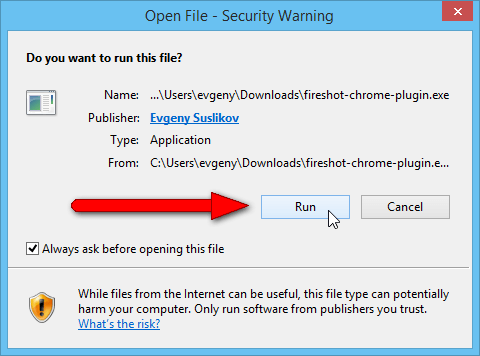 Open File - Security Warning
Do you want to run this file?
Name: ...\Users\evgeny\Downloads\fireshot-chrome-plugin.exe
Publisher: Evgeny Suslikov
Type: Application
From: C:\Users\evgeny\Downloads\fireshot-chrome-plugin.e...
Run Cancel
Always ask before opening this file
While files from the Internet can be useful, this file type can potentially
harm your computer. Only run software from publishers you trust.
What's the risk?